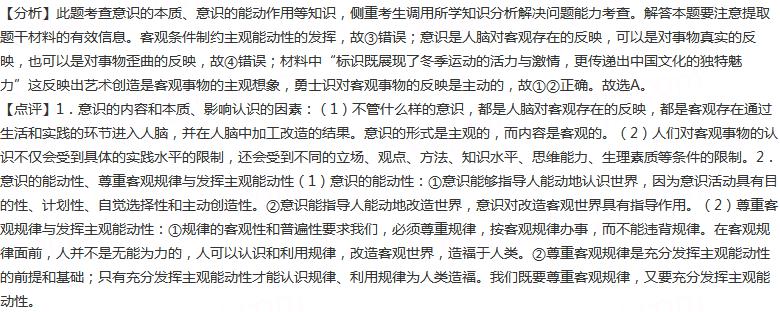 【分析】此题考查意识的本质、意识的能动作用等知识，侧重考生调用所学知识分析解决问题能力考查。解答本题要注意提取
题干材料的有效信息。客观条件制约主观能动性的发挥，故③错误；意识是人脑对客观存在的反映，可以是对事物真实的反
映，也可以是对事物歪曲的反映，故④错误；材料中“标识既展现了冬季运动的活力与激情，更传递出中国文化的独特魅
力”这反映出艺术创造是客观事物的主观想象，勇士识对客观事物的反映是主动的，故①②正确。故选A。
【点评】1．意识的内容和本质、影响认识的因素：（1）不管什么样的意识，都是人脑对客观存在的反映，都是客观存在通过
生活和实践的环节进入人脑，并在人脑中加工改造的结果。意识的形式是主观的，而内容是客观的。（2）人们对客观事物的认
识不仅会受到具体的实践水平的限制，还会受到不同的立场、观点、方法、知识水平、思维能力、生理素质等条件的限制。2．
意识的能动性、尊重客观规律与发挥主观能动性（1）意识的能动性：①意识能够指导人能动地认识世界，因为意识活动具有目
的性、计划性、自觉选择性和主动创造性。②意识能指导人能动地改造世界，意识对改造客观世界具有指导作用。（2）尊重客
观规律与发挥主观能动性：①规律的客观性和普遍性要求我们，必须尊重规律，按客观规律办事，而不能违背规律。在客观规
律面前，人并不是无能为力的，人可以认识和利用规律，改造客观世界，造福于人类。②尊重客观规律是充分发挥主观能动性
的前提和基础；只有充分发挥主观能动性才能认识规律、利用规律为人类造福。我们既要尊重客观规律，又要充分发挥主观能
动性。